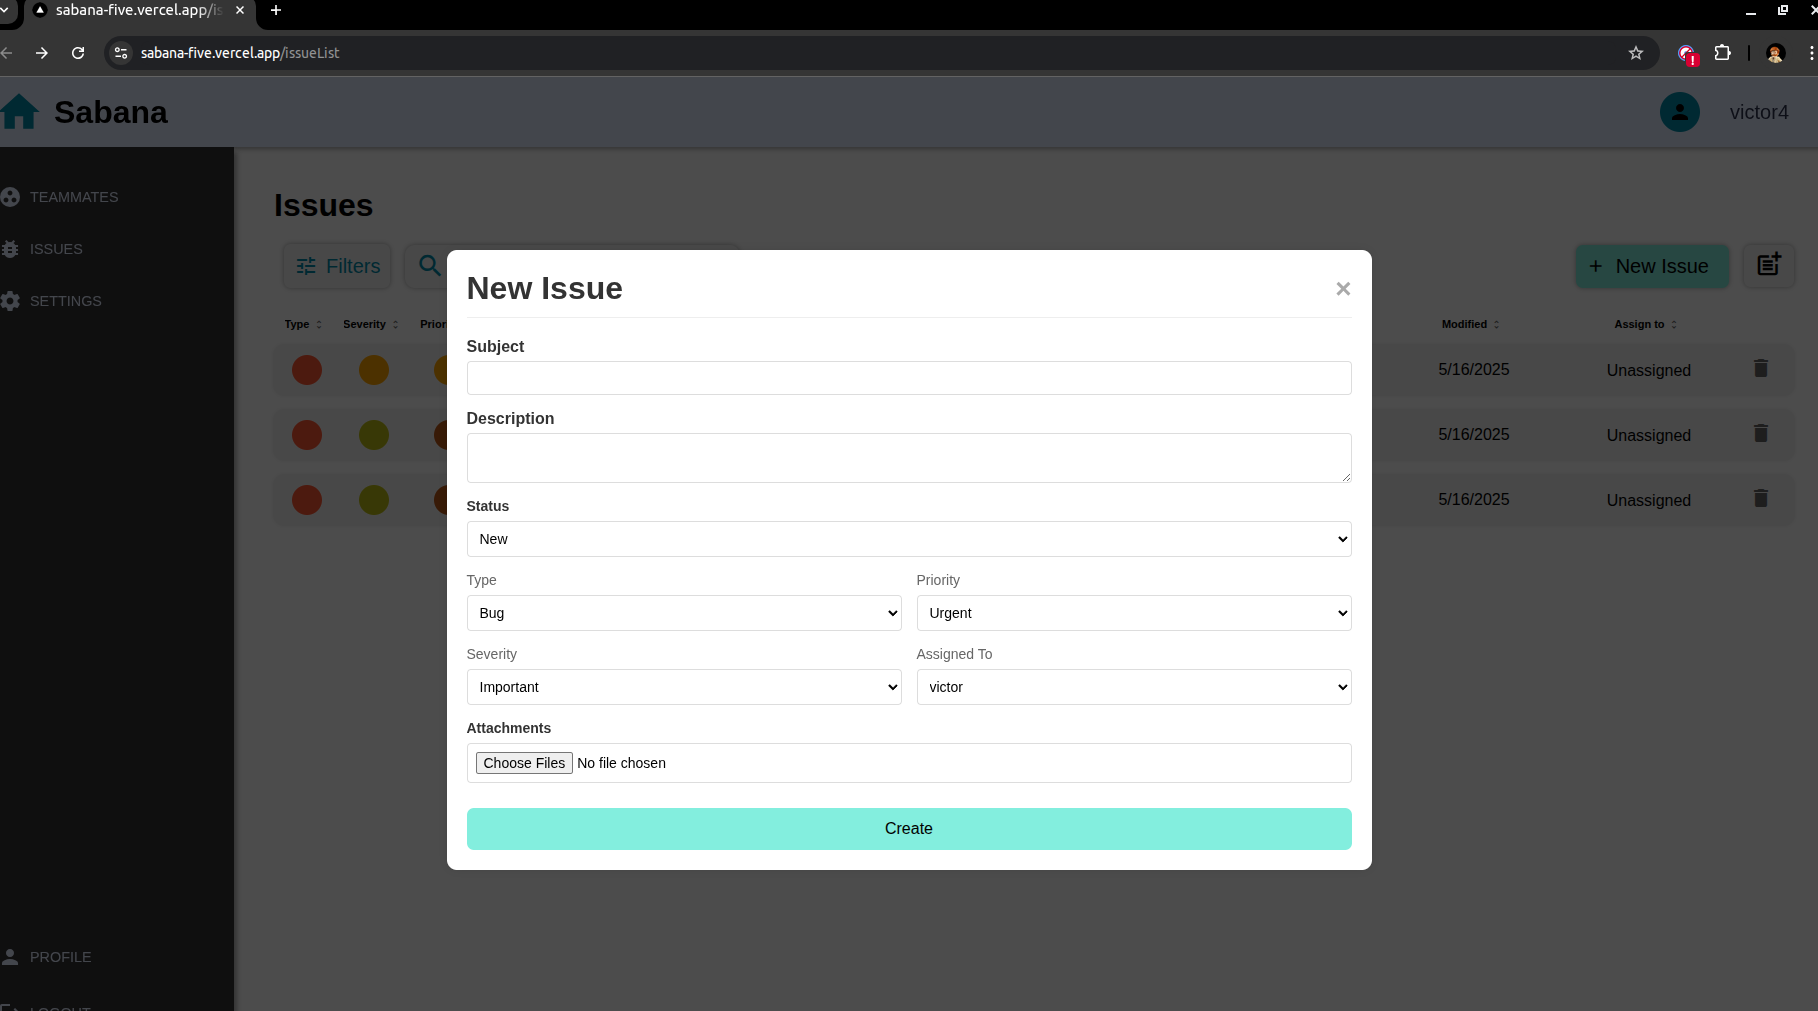 sabana-five.vercel.app/is
sabana-five.vercel.app/issueList
Sabana
victor4
TEAMMATES
ISSUES
SETTINGS
Issues
Filters
+ New Issue
Type Severity Modified Assign to
5/16/2025 Unassigned
5/16/2025 Unassigned
5/16/2025 Unassigned
New Issue ×
Subject
Description
Status
New
Type Priority
Bug Urgent
Severity Assigned To
Important victor
Attachments
Choose Files No file chosen
Create
PROFILE
LOGOUT